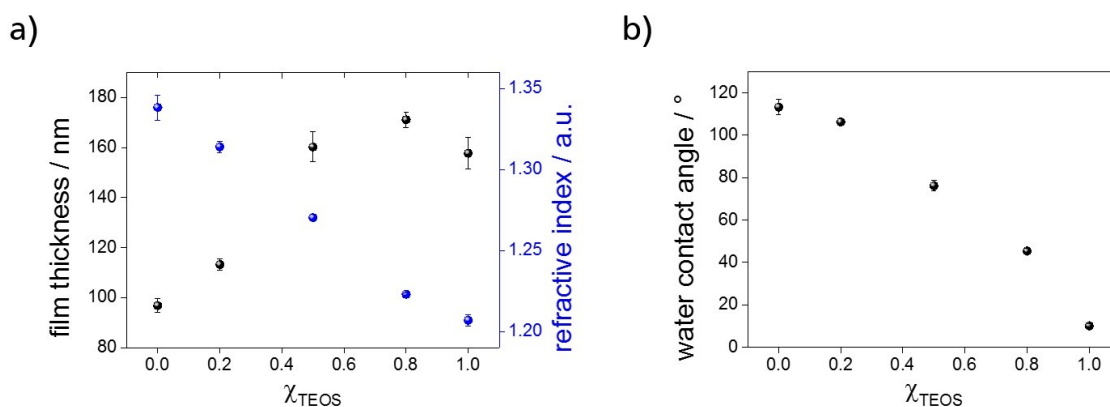 a)
film thickness / nm
180
160
140
120
100
80
0.0 0.2 0.4 0.6 0.8 1.0
χTEOS
1.35
1.30
1.25
1.20
refractive index / a.u.
b)
water contact angle / °
120
100
80
60
40
20
0
0.0 0.2 0.4 0.6 0.8 1.0
χTEOS